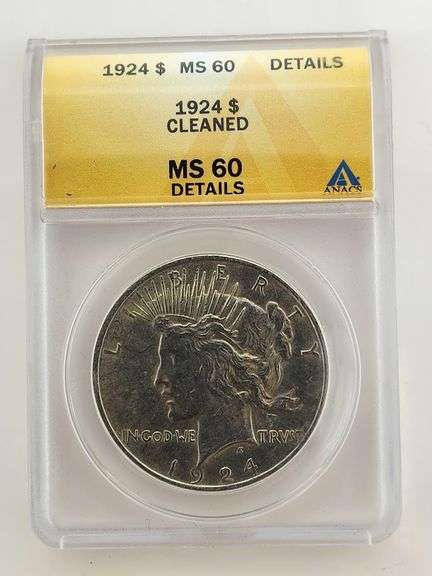 1924 $ MS 60 DETAILS
1924 $
CLEANED
MS 60
DETAILS
ANACS
LIBERTY
IN GOD WE TRVST
1924